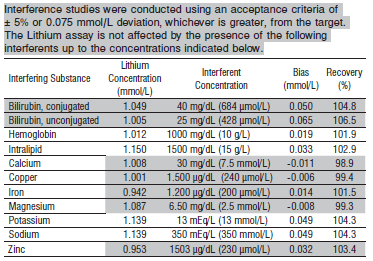 Interference studies were conducted using an acceptance criteria of
± 5% or 0.075 mmol/L deviation, whichever is greater, from the target.
The Lithium assay is not affected by the presence of the following
interferents up to the concentrations indicated below.
Interfering Substance Lithium Concentration (mmol/L) Interferent Concentration Bias (mmol/L) Recovery (%)
Bilirubin, conjugated 1.049 40 mg/dL (684 µmol/L) 0.050 104.8
Bilirubin, unconjugated 1.005 25 mg/dL (428 µmol/L) 0.065 106.5
Hemoglobin 1.012 1000 mg/dL (10 g/L) 0.019 101.9
Intralipid 1.150 1500 mg/dL (15 g/L) 0.033 102.9
Calcium 1.008 30 mg/dL (7.5 mmol/L) -0.011 98.9
Copper 1.001 1.500 µg/dL (240 µmol/L) -0.006 99.4
Iron 0.942 1.200 µg/dL (200 µmol/L) 0.014 101.5
Magnesium 1.087 6.50 mg/dL (2.5 mmol/L) -0.008 99.3
Potassium 1.139 13 mEq/L (13 mmol/L) 0.049 104.3
Sodium 1.139 350 mEq/L (350 mmol/L) 0.049 104.3
Zinc 0.953 1503 µg/dL (230 µmol/L) 0.032 103.4